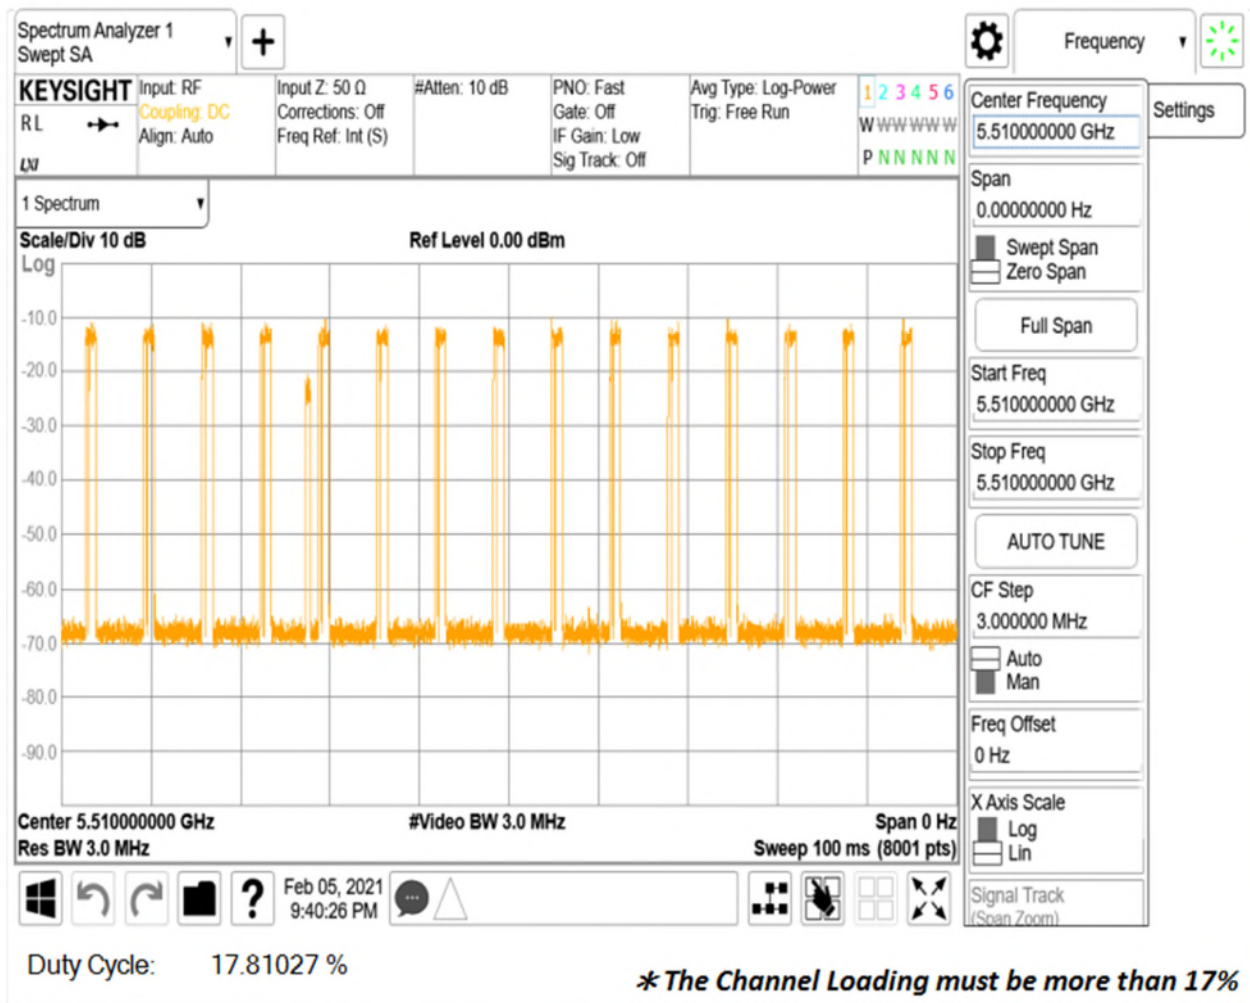 Spectrum Analyzer 1
Swept SA
Frequency
KEYSIGHT
R L
LXI
Input: RF
Coupling: DC
Align: Auto
Input Z: 50 Ω
Corrections: Off
Freq Ref: Int (S)
#Atten: 10 dB
PNO: Fast
Gate: Off
IF Gain: Low
Sig Track: Off
Avg Type: Log-Power
Trig: Free Run
1 2 3 4 5 6
W W W W W W
P N N N N N
Center Frequency
5.510000000 GHz
Settings
Span
0.00000000 Hz
Swept Span
Zero Span
Full Span
Start Freq
5.510000000 GHz
Stop Freq
5.510000000 GHz
AUTO TUNE
CF Step
3.000000 MHz
Auto
Man
Freq Offset
0 Hz
X Axis Scale
Log
Lin
Signal Track
(Span Zoom)
1 Spectrum
Scale/Div 10 dB
Ref Level 0.00 dBm
Log
-10.0
-20.0
-30.0
-40.0
-50.0
-60.0
-70.0
-80.0
-90.0
Center 5.510000000 GHz
#Video BW 3.0 MHz
Span 0 Hz
Res BW 3.0 MHz
Sweep 100 ms (8001 pts)
?
Feb 05, 2021
9:40:26 PM
Duty Cycle: 17.81027 %
* The Channel Loading must be more than 17%